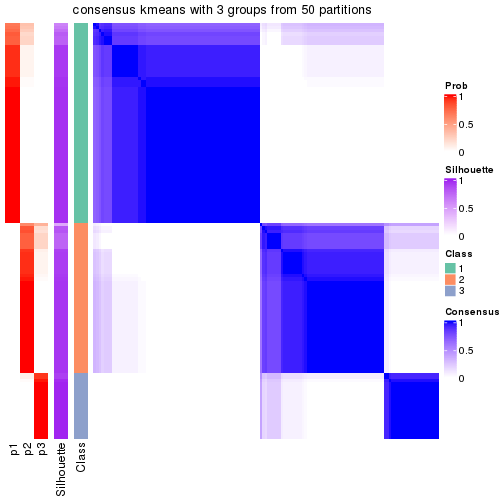 consensus kmeans with 3 groups from 50 partitions
Prob
1
0.5
0
Silhouette
1
0.5
0
Class
1
2
3
Consensus
1
0.5
0
p1
p2
p3
Silhouette
Class